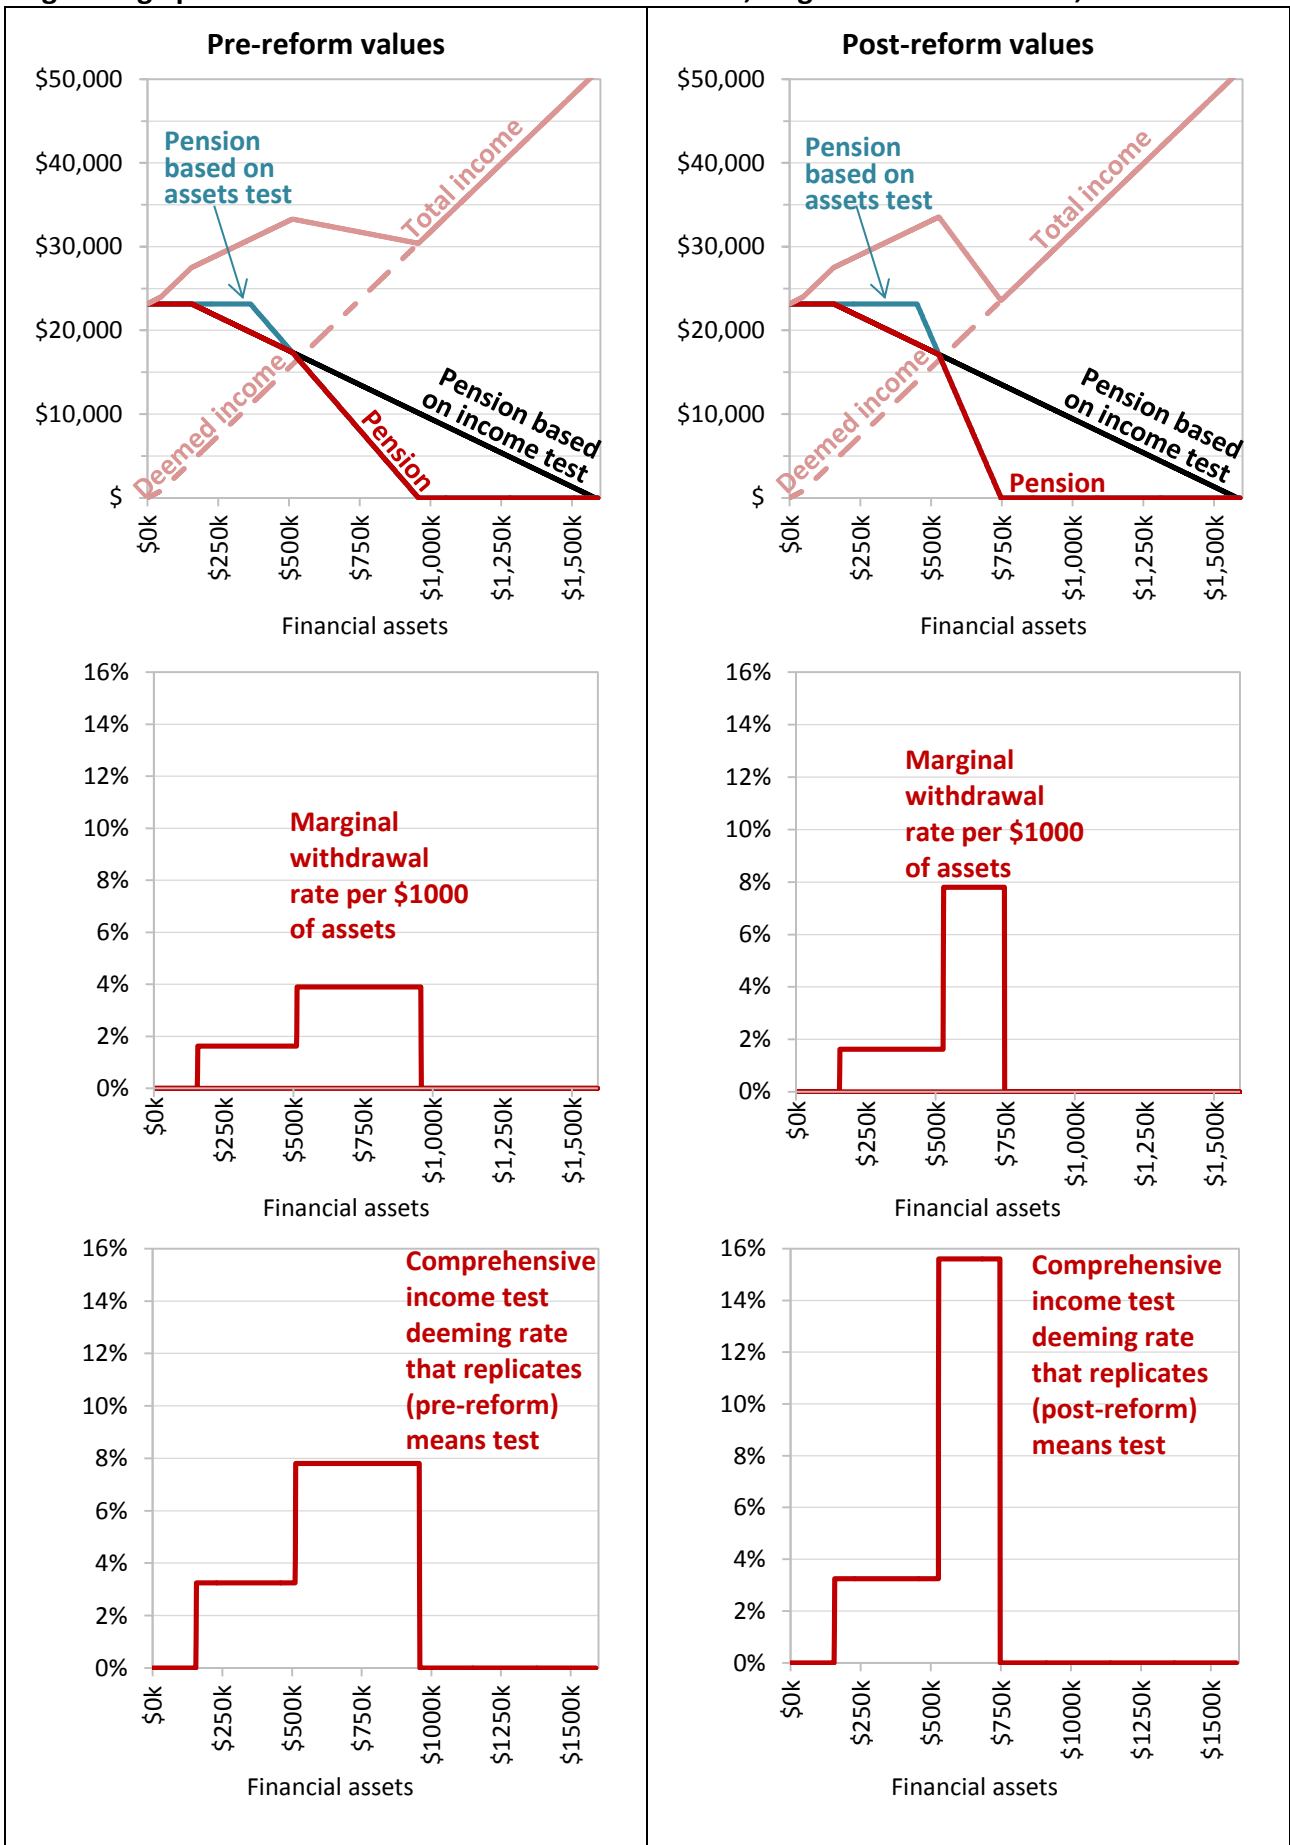 Pre-reform values
$50,000
$40,000
$30,000
$20,000
$10,000
$
Pension
based on
assets test
Total income
Deemed income
Pension
Pension based
on income test
$0k
$250k
$500k
$750k
$1,000k
$1,250k
$1,500k
Financial assets
16%
14%
12%
10%
8%
6%
4%
2%
0%
Marginal
withdrawal
rate per $1000
of assets
$0k
$250k
$500k
$750k
$1,000k
$1,250k
$1,500k
Financial assets
16%
14%
12%
10%
8%
6%
4%
2%
0%
Comprehensive
income test
deeming rate
that replicates
(pre-reform)
means test
$0k
$250k
$500k
$750k
$1000k
$1250k
$1500k
Financial assets
Post-reform values
$50,000
$40,000
$30,000
$20,000
$10,000
$
Pension
based on
assets test
Total income
Deemed income
Pension based
on income test
Pension
$0k
$250k
$500k
$750k
$1,000k
$1,250k
$1,500k
Financial assets
16%
14%
12%
10%
8%
6%
4%
2%
0%
Marginal
withdrawal
rate per $1000
of assets
$0k
$250k
$500k
$750k
$1,000k
$1,250k
$1,500k
Financial assets
16%
14%
12%
10%
8%
6%
4%
2%
0%
Comprehensive
income test
deeming rate
that replicates
(post-reform)
means test
$0k
$250k
$500k
$750k
$1000k
$1250k
$1500k
Financial assets